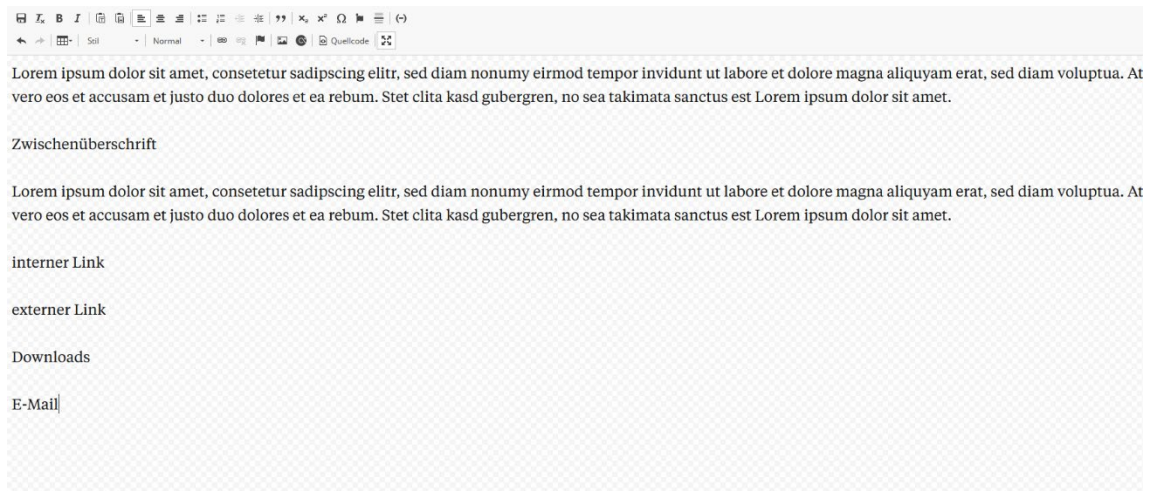 Stil
Normal
Quellcode
Lorem ipsum dolor sit amet, consetetur sadipscing elitr, sed diam nonumy eirmod tempor invidunt ut labore et dolore magna aliquyam erat, sed diam voluptua. At
vero eos et accusam et justo duo dolores et ea rebum. Stet clita kasd gubergren, no sea takimata sanctus est Lorem ipsum dolor sit amet.
Zwischenüberschrift
Lorem ipsum dolor sit amet, consetetur sadipscing elitr, sed diam nonumy eirmod tempor invidunt ut labore et dolore magna aliquyam erat, sed diam voluptua. At
vero eos et accusam et justo duo dolores et ea rebum. Stet clita kasd gubergren, no sea takimata sanctus est Lorem ipsum dolor sit amet.
interner Link
externer Link
Downloads
E-Mail